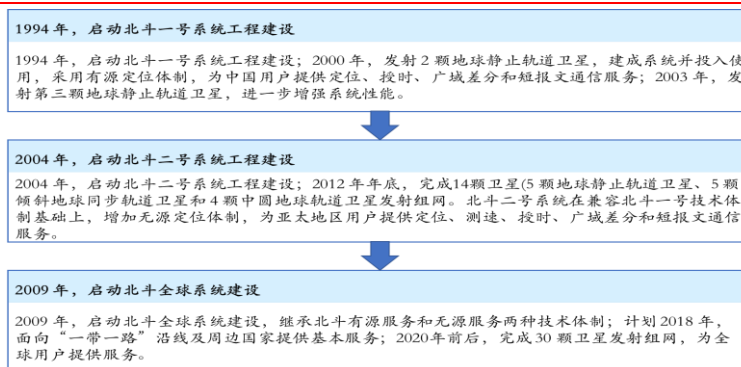 1994 年，启动北斗一号系统工程建设
1994 年，启动北斗一号系统工程建设；2000 年，发射 2 颗地球静止轨道卫星，建成系统并投入使
用，采用有源定位体制，为中国用户提供定位、授时、广域差分和短报文通信服务；2003 年，发
射第三颗地球静止轨道卫星，进一步增强系统性能。
2004 年，启动北斗二号系统工程建设
2004 年，启动北斗二号系统工程建设；2012 年年底，完成14颗卫星(5 颗地球静止轨道卫星、5 颗
倾斜地球同步轨道卫星和 4 颗中圆地球轨道卫星发射组网。北斗二号系统在兼容北斗一号技术体
制基础上，增加无源定位体制，为亚太地区用户提供定位、测速、授时、广域差分和短报文通信
服务。
2009 年，启动北斗全球系统建设
2009 年，启动北斗全球系统建设，继承北斗有源服务和无源服务两种技术体制；计划 2018 年，
面向“一带一路”沿线及周边国家提供基本服务；2020年前后，完成 30 颗卫星发射组网，为全
球用户提供服务。